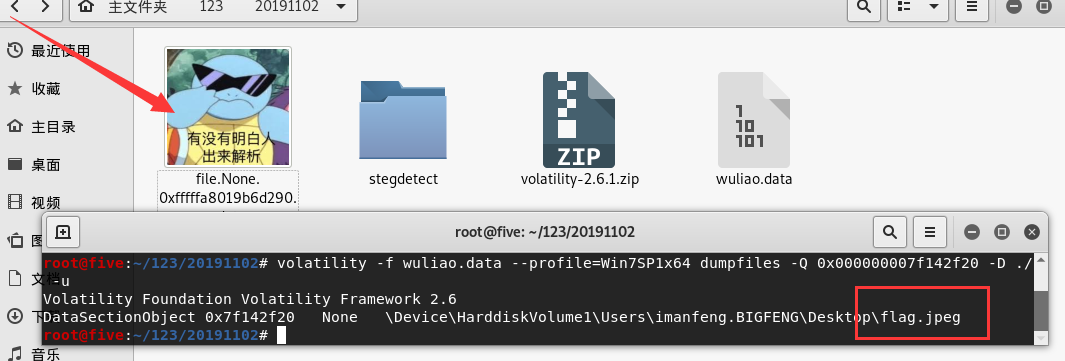 主文件夹 123 20191102
最近使用
收藏
主目录
桌面
视频
文档
音乐
有没有明白人
出来解析
ZIP
1
10
101
file.None.
0xfffffa8019b6d290.
stegdetect
volatility-2.6.1.zip
wuliao.data
root@five: ~/123/20191102
root@five:~/123/20191102# volatility -f wuliao.data --profile=Win7SP1x64 dumpfiles -Q 0x000000007f142f20 -D ./
-u
Volatility Foundation Volatility Framework 2.6
DataSectionObject 0x7f142f20 None \Device\HarddiskVolume1\Users\imanfeng.BIGFENG\Desktop\flag.jpeg
root@five:~/123/20191102#